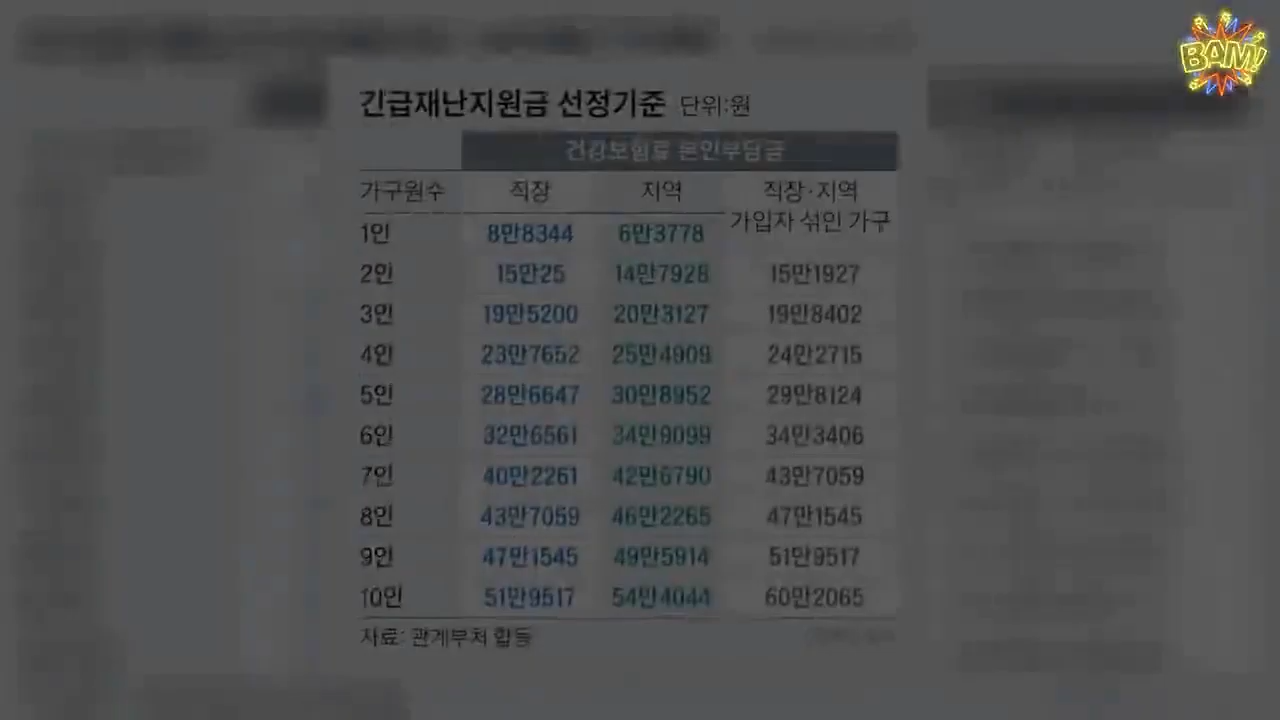 BAM!
긴급재난지원금 선정기준 단위:원
건강보험료 본인부담금
가구원수 직장 지역 직장·지역
가입자 섞인 가구
1인 8만8344 6만3778
2인 15만25 14만7928 15만1927
3인 19만5200 20만3127 19만8402
4인 23만7652 25만4909 24만2715
5인 28만6647 30만8952 29만8124
6인 32만6561 34만9099 34만3406
7인 40만2261 42만6790 43만7059
8인 43만7059 46만2265 47만1545
9인 47만1545 49만5914 51만9517
10인 51만9517 54만4044 60만2065
자료: 관계부처 합동